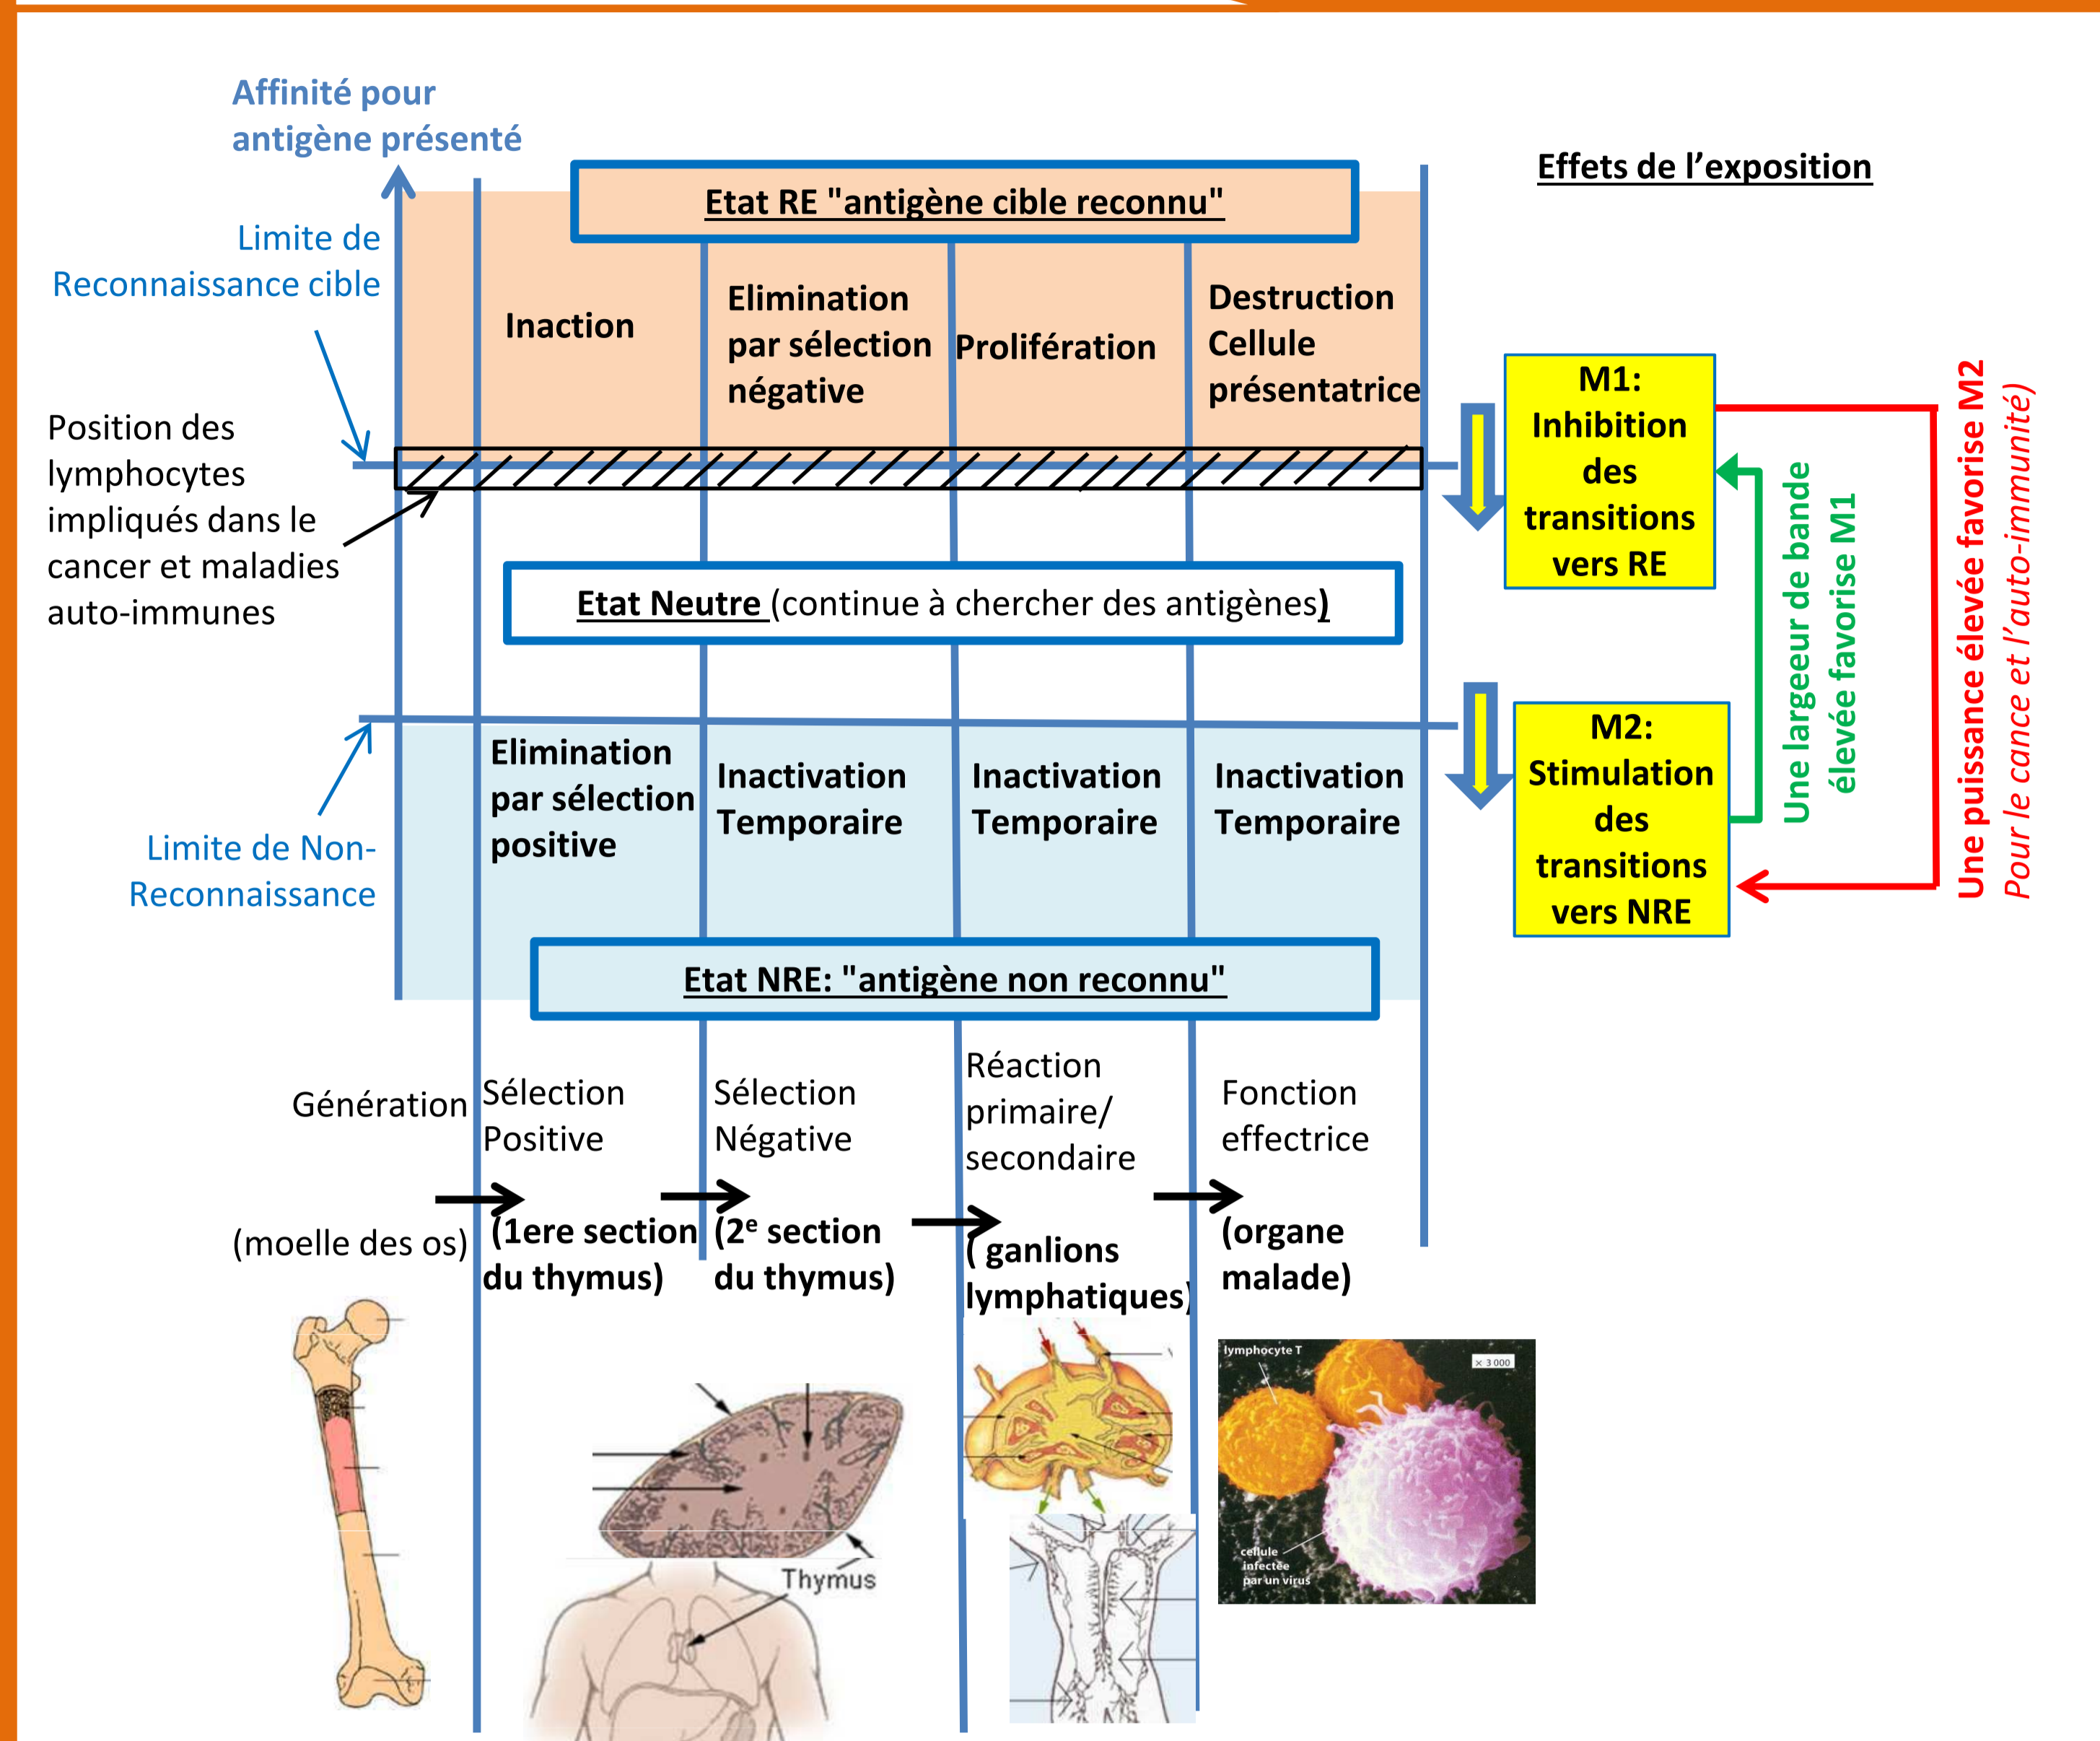 Affinité pour
antigène présenté
Effets de l'exposition
Etat RE "antigène cible reconnu"
Limite de
Reconnaissance cible
Inaction
Elimination
par sélection
négative
Prolifération
Destruction
Cellule
présentatrice
Position des
lymphocytes
impliqués dans le
cancer et maladies
auto-immunes
M1:
Inhibition
des
transitions
vers RE
Etat Neutre (continue à chercher des antigènes)
Une largeeur de bande
élevée favorise M1
Une puissance élevée favorise M2
Pour le cance et l'auto-immunité)
Elimination
par sélection
positive
Inactivation
Temporaire
Inactivation
Temporaire
Inactivation
Temporaire
M2:
Stimulation
des
transitions
vers NRE
Limite de Non-
Reconnaissance
Etat NRE: "antigène non reconnu"
Génération
(moelle des os)
Sélection
Positive
(1ere section
du thymus)
Sélection
Négative
(2e section
du thymus)
Réaction
primaire/
secondaire
( ganlions
lymphatiques)
Fonction
effectrice
(organe
malade)
Thymus
lymphocyte T
x 3 000
cellule
infectée
par un virus